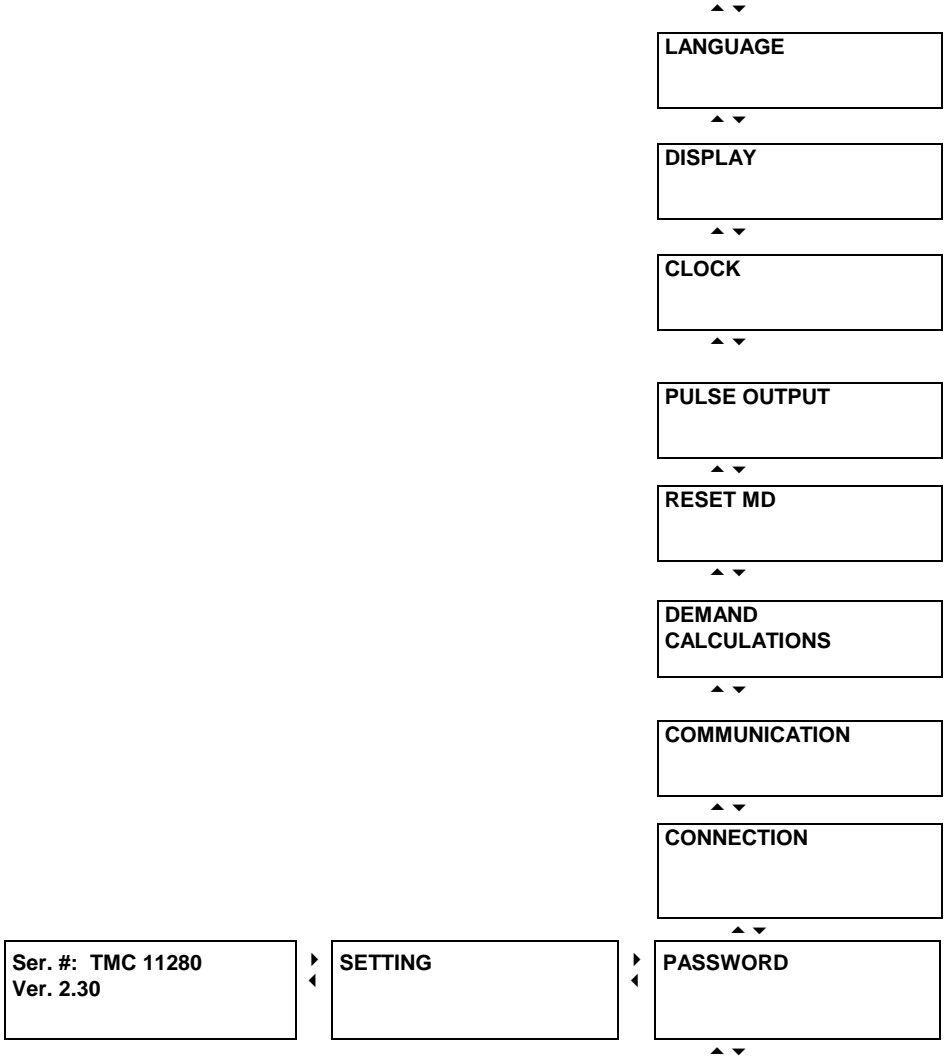 LANGUAGE
DISPLAY
CLOCK
PULSE OUTPUT
RESET MD
DEMAND
CALCULATIONS
COMMUNICATION
CONNECTION
Ser. #: TMC 11280
Ver. 2.30
SETTING
PASSWORD